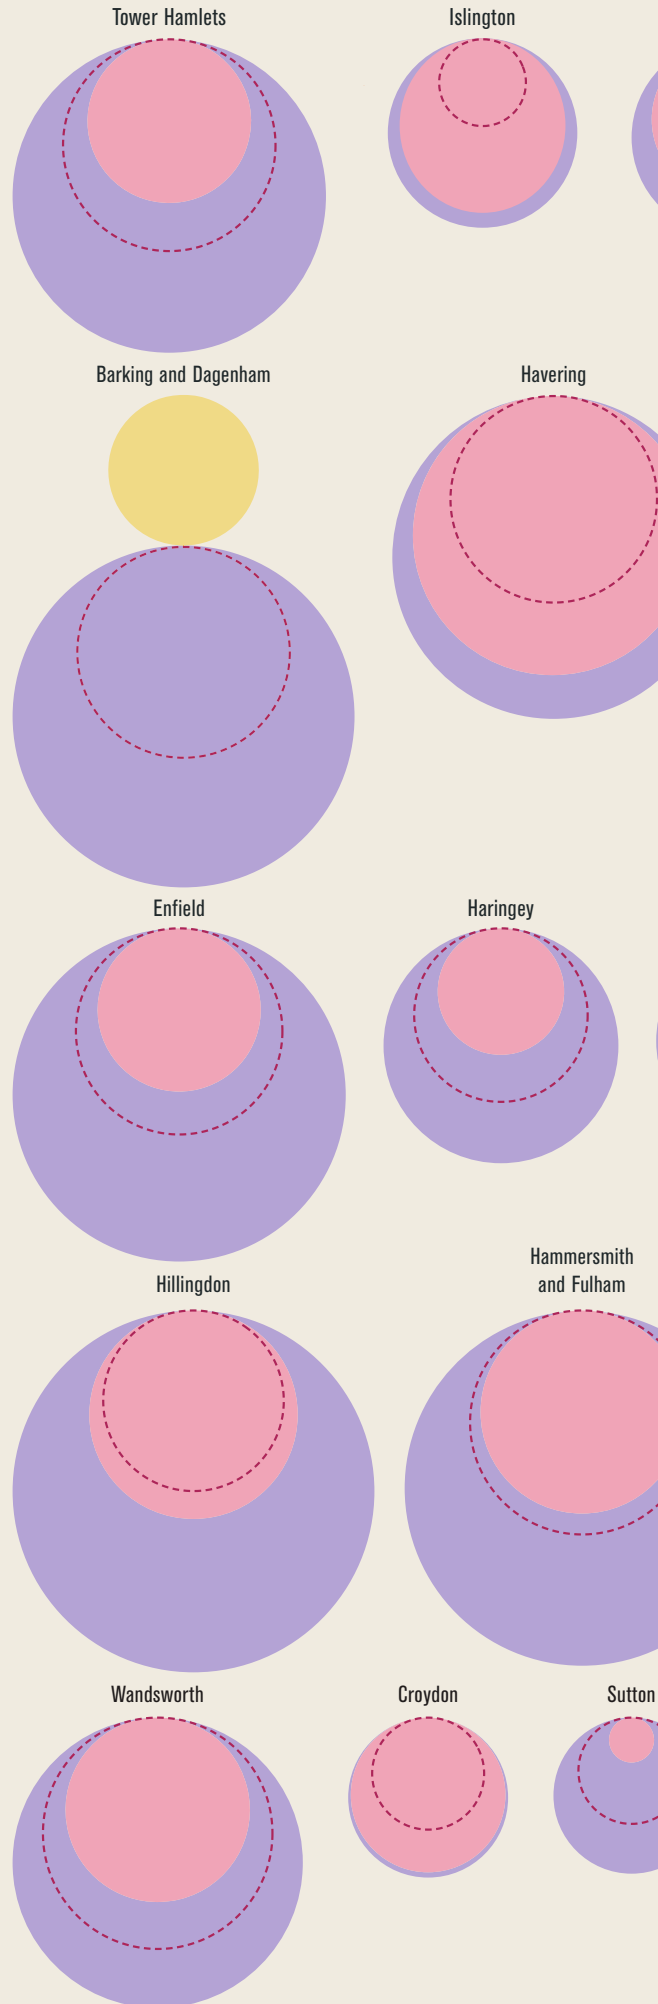 Tower Hamlets
Islington
Barking and Dagenham
Havering
Enfield
Haringey
Hillingdon
Hammersmith
and Fulham
Wandsworth
Croydon
Sutton